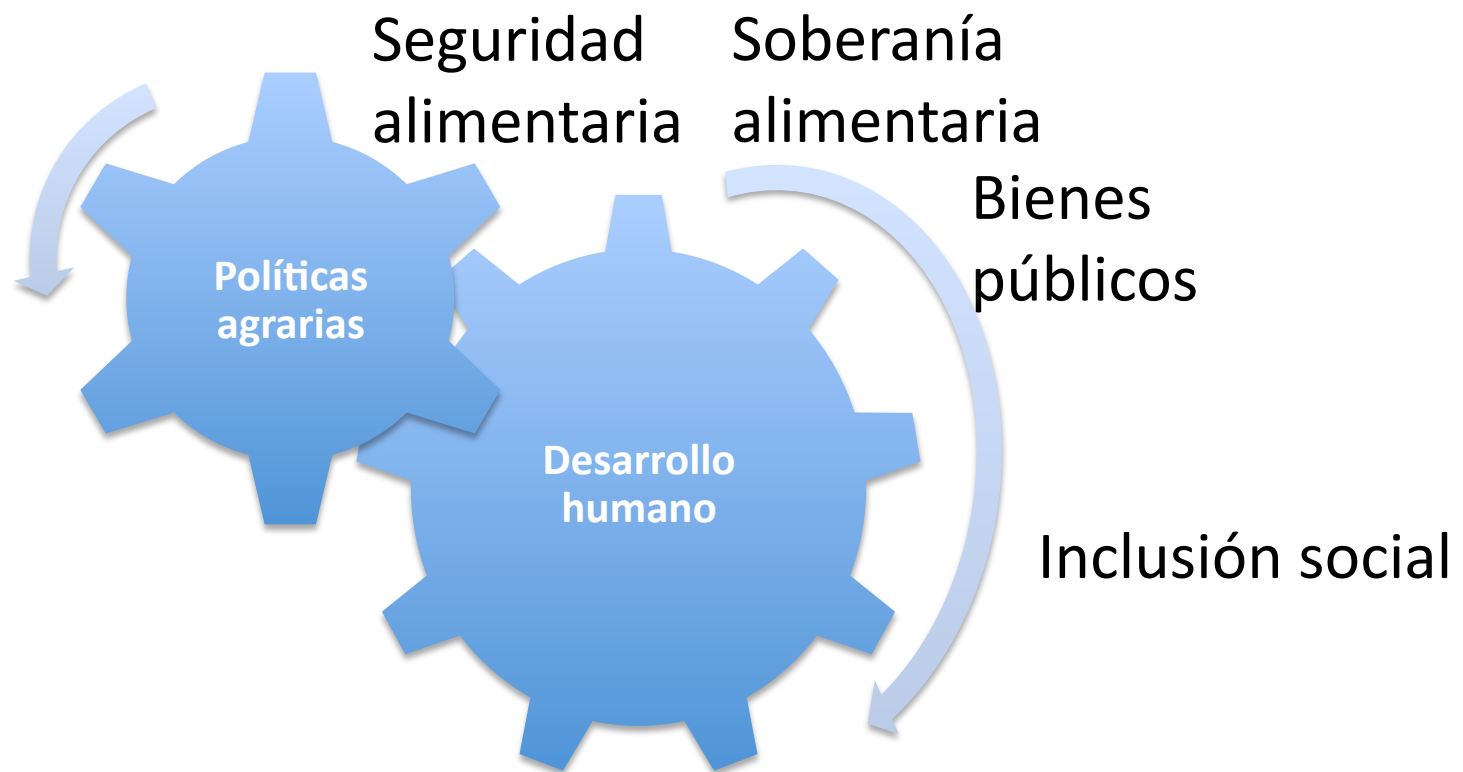 Seguridad
alimentaria
Soberanía
alimentaria
Bienes
públicos
Políticas
agrarias
Desarrollo
humano
Inclusión social